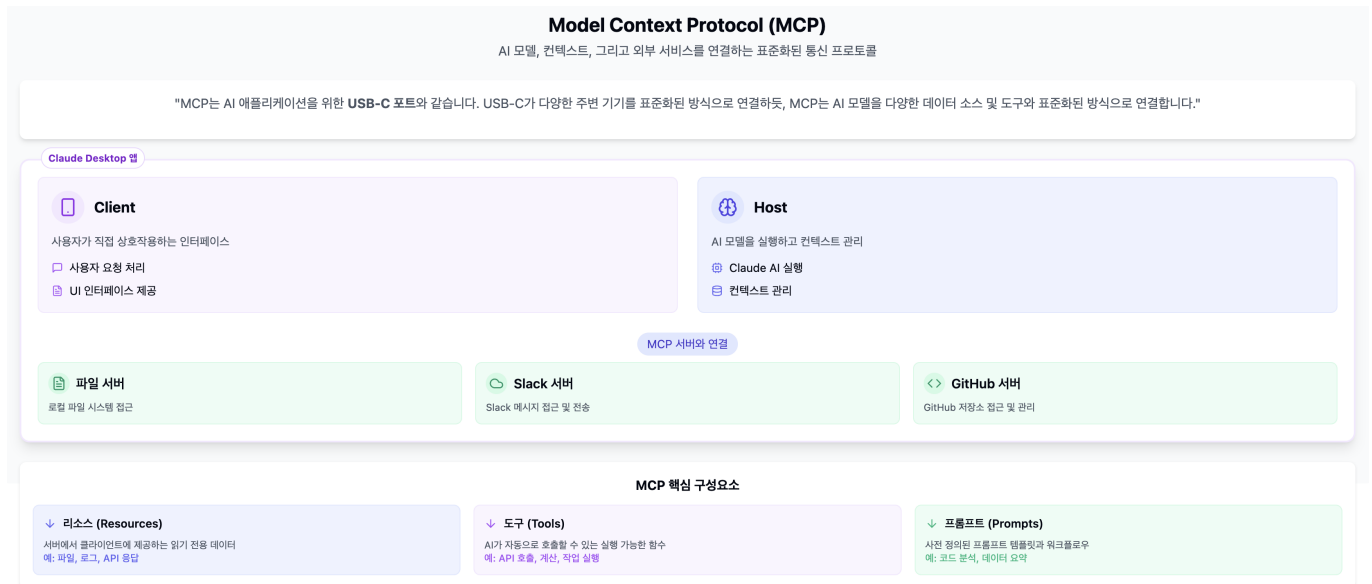 Model Context Protocol (MCP)
AI 모델, 컨텍스트, 그리고 외부 서비스를 연결하는 표준화된 통신 프로토콜
"MCP는 AI 애플리케이션을 위한 USB-C 포트와 같습니다. USB-C가 다양한 주변 기기를 표준화된 방식으로 연결하듯, MCP는 AI 모델을 다양한 데이터 소스 및 도구와 표준화된 방식으로 연결합니다."
Claude Desktop 앱
Client
사용자가 직접 상호작용하는 인터페이스
사용자 요청 처리
UI 인터페이스 제공
Host
AI 모델을 실행하고 컨텍스트 관리
Claude AI 실행
컨텍스트 관리
MCP 서버와 연결
파일 서버
로컬 파일 시스템 접근
Slack 서버
Slack 메시지 접근 및 전송
GitHub 서버
GitHub 저장소 접근 및 관리
MCP 핵심 구성요소
리소스 (Resources)
서버에서 클라이언트에 제공하는 읽기 전용 데이터
예: 파일, 로그, API 응답
도구 (Tools)
AI가 자동으로 호출할 수 있는 실행 가능한 함수
예: API 호출, 계산, 작업 실행
프롬프트 (Prompts)
사전 정의된 프롬프트 템플릿과 워크플로우
예: 코드 분석, 데이터 요약